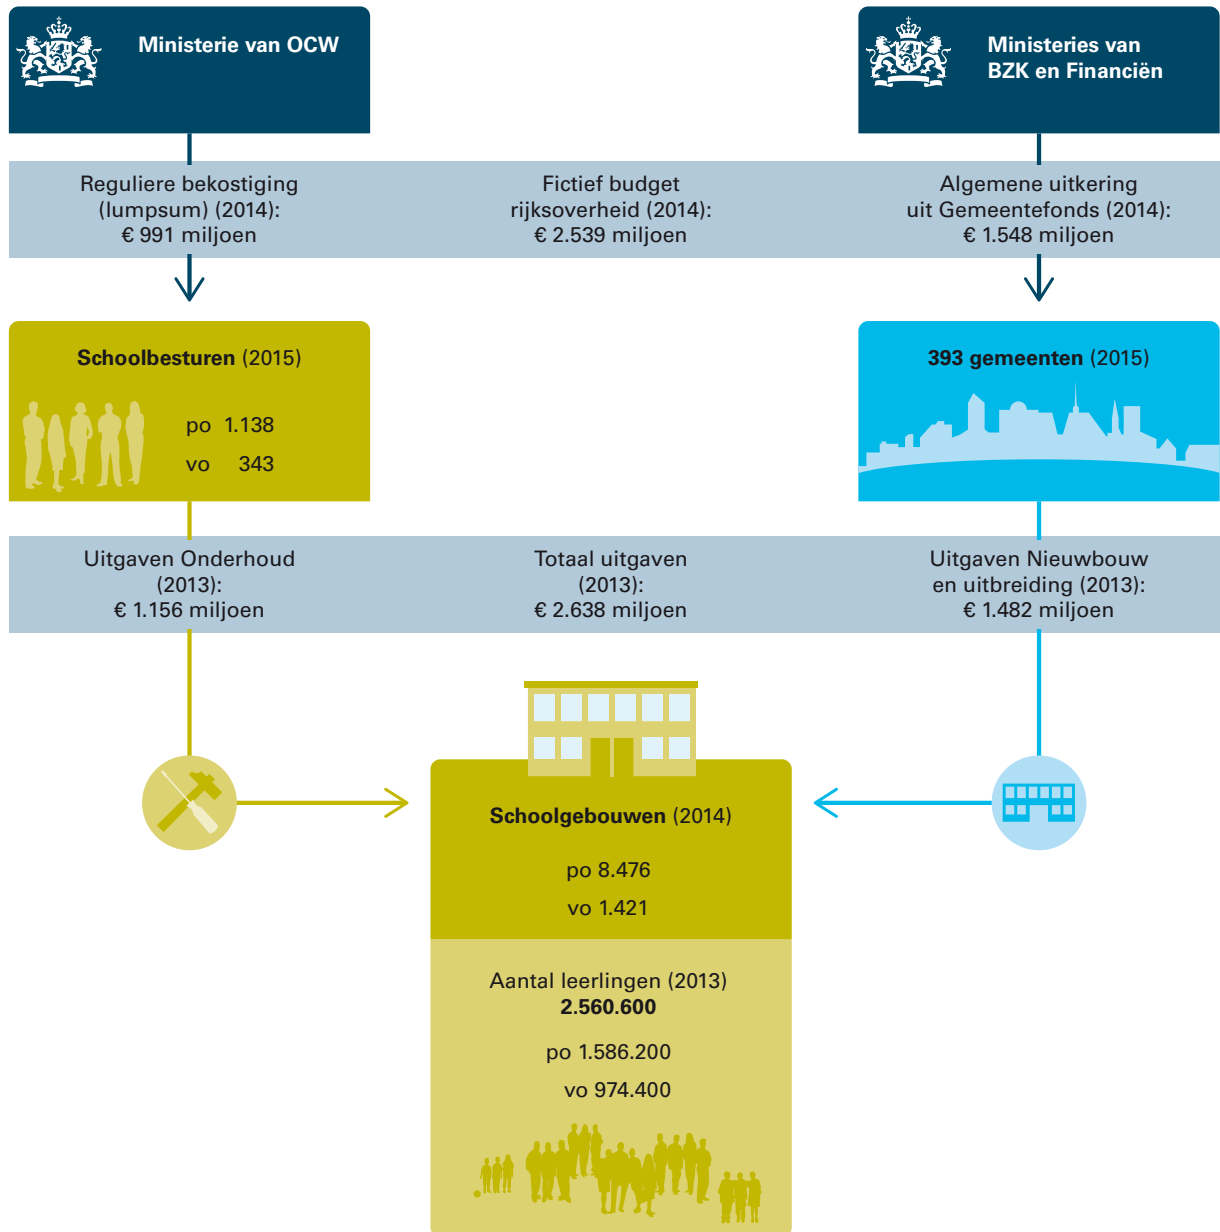 Ministerie van OCW
Ministeries van
BZK en Financiën
Reguliere bekostiging
(lumpsum) (2014):
€ 991 miljoen
Fictief budget
rijksoverheid (2014):
€ 2.539 miljoen
Algemene uitkering
uit Gemeentefonds (2014):
€ 1.548 miljoen
Schoolbesturen (2015)
po 1.138
vo 343
393 gemeenten (2015)
Uitgaven Onderhoud
(2013):
€ 1.156 miljoen
Totaal uitgaven
(2013):
€ 2.638 miljoen
Uitgaven Nieuwbouw
en uitbreiding (2013):
€ 1.482 miljoen
Schoolgebouwen (2014)
po 8.476
vo 1.421
Aantal leerlingen (2013)
2.560.600
po 1.586.200
vo 974.400